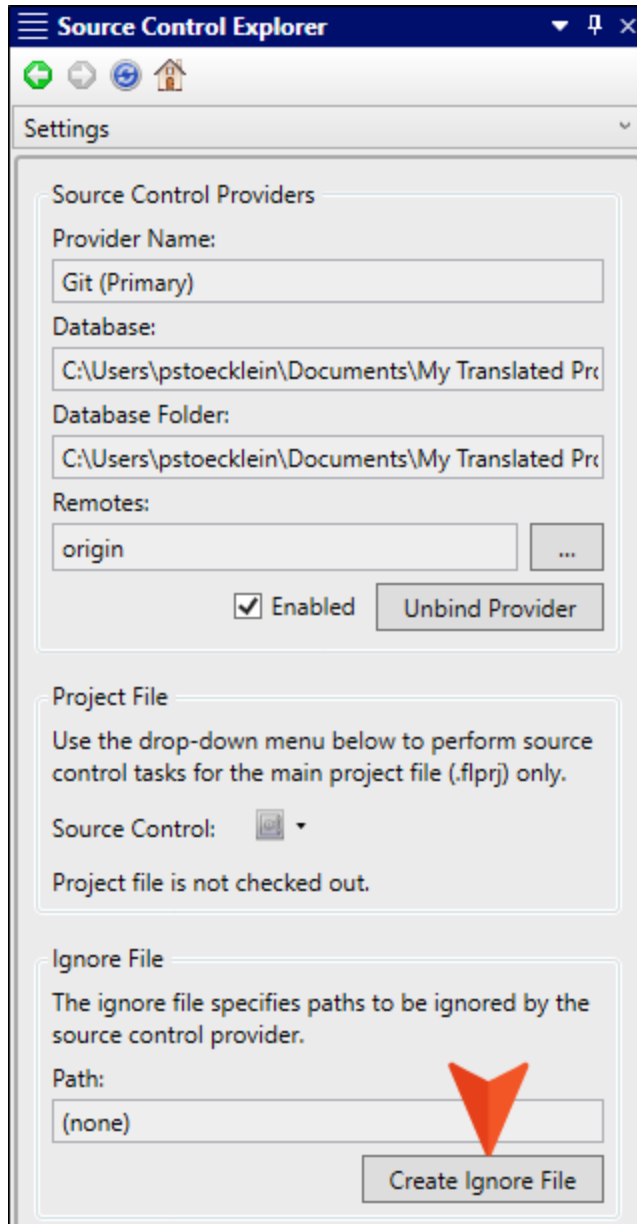 Source Control Explorer
Settings
Source Control Providers
Provider Name:
Git (Primary)
Database:
C:\Users\pstoecklein\Documents\My Translated Pr
Database Folder:
C:\Users\pstoecklein\Documents\My Translated Pr
Remotes:
origin
...
Enabled
Unbind Provider
Project File
Use the drop-down menu below to perform source
control tasks for the main project file (.flprj) only.
Source Control:
Project file is not checked out.
Ignore File
The ignore file specifies paths to be ignored by the
source control provider.
Path:
(none)
Create Ignore File